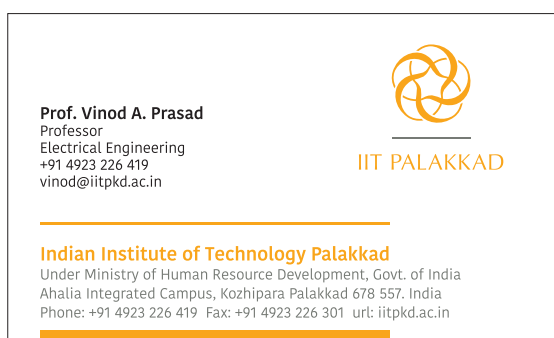 Prof. Vinod A. Prasad
Professor
Electrical Engineering
+91 4923 226 419
vinod@iitpkd.ac.in
IIT PALAKKAD
Indian Institute of Technology Palakkad
Under Ministry of Human Resource Development, Govt. of India
Ahalia Integrated Campus, Kozhipara Palakkad 678 557. India
Phone: +91 4923 226 419 Fax: +91 4923 226 301 url: iitpkd.ac.in